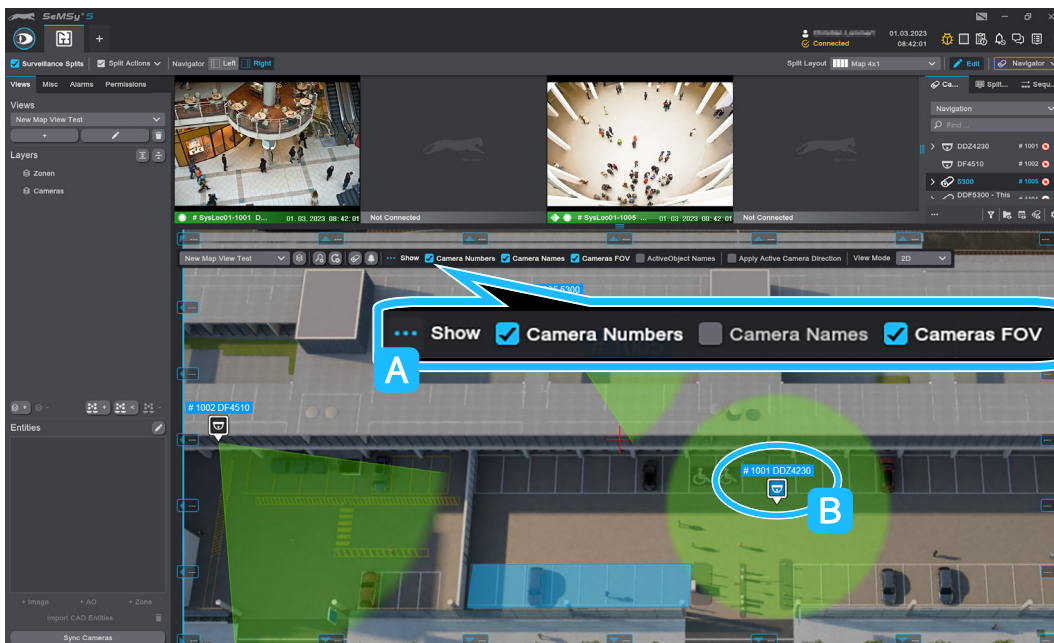 SeMSy® 5
+
Connected
01.03.2023
08:42:01
Surveillance Splits
Split Actions
Navigator
Left
Right
Split Layout
Map 4x1
Edit
Navigator
Views
Misc
Alarms
Permissions
Views
New Map View Test
+
Layers
Zonen
Cameras
Entities
+ Image
+ AO
+ Zone
Import CAD Entities
Sync Cameras
# SysLoc01-1001 D...
01.03.2023 08:42:01
Not Connected
# SysLoc01-1005 ...
01.03.2023 08:42:01
Not Connected
Ca...
Split...
Sequ...
Navigation
Find ...
DDZ4230
# 1001
DF4510
# 1002
5300
# 1005
DDF5300 - This
...
New Map View Test
... Show
Camera Numbers
Camera Names
Cameras FOV
ActiveObject Names
Apply Active Camera Direction
View Mode
2D
5300
... Show
Camera Numbers
Camera Names
Cameras FOV
A
# 1002 DF4510
# 1001 DDZ4230
B